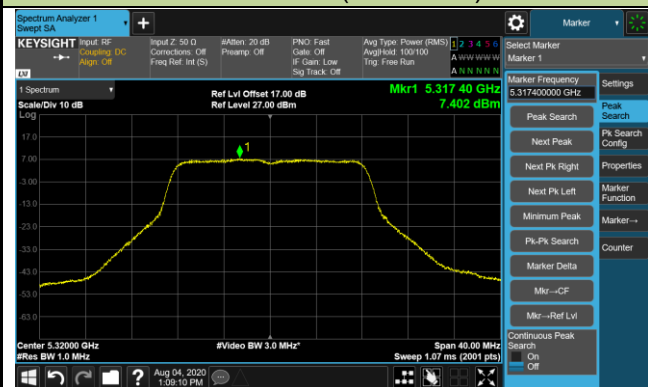 Spectrum Analyzer 1
Swept SA
Marker
KEYSIGHT
Input: RF
Coupling: DC
Align: Off
Input Z: 50 Ω
Corrections: Off
Freq Ref: Int (S)
#Atten: 20 dB
Preamp: Off
PNO: Fast
Gate: Off
IF Gain: Low
Sig Track: Off
Avg Type: Power (RMS)
Avg|Hold: 100/100
Trig: Free Run
1 2 3 4 5 6
A W W W W W
A N N N N N
LXI
Select Marker
Marker 1
1 Spectrum
Scale/Div 10 dB
Log
Ref Lvl Offset 17.00 dB
Ref Level 27.00 dBm
Mkr1 5.317 40 GHz
7.402 dBm
17.0
7.00
-3.00
-13.0
-23.0
-33.0
-43.0
-53.0
-63.0
1
Center 5.32000 GHz
#Res BW 1.0 MHz
#Video BW 3.0 MHz*
Span 40.00 MHz
Sweep 1.07 ms (2001 pts)
Marker Frequency
5.317400000 GHz
Peak Search
Next Peak
Next Pk Right
Next Pk Left
Minimum Peak
Pk-Pk Search
Marker Delta
Mkr→CF
Mkr→Ref Lvl
Continuous Peak
Search
On
Off
Settings
Peak
Search
Pk Search
Config
Properties
Marker
Function
Marker→
Counter
Aug 04, 2020
1:09:10 PM